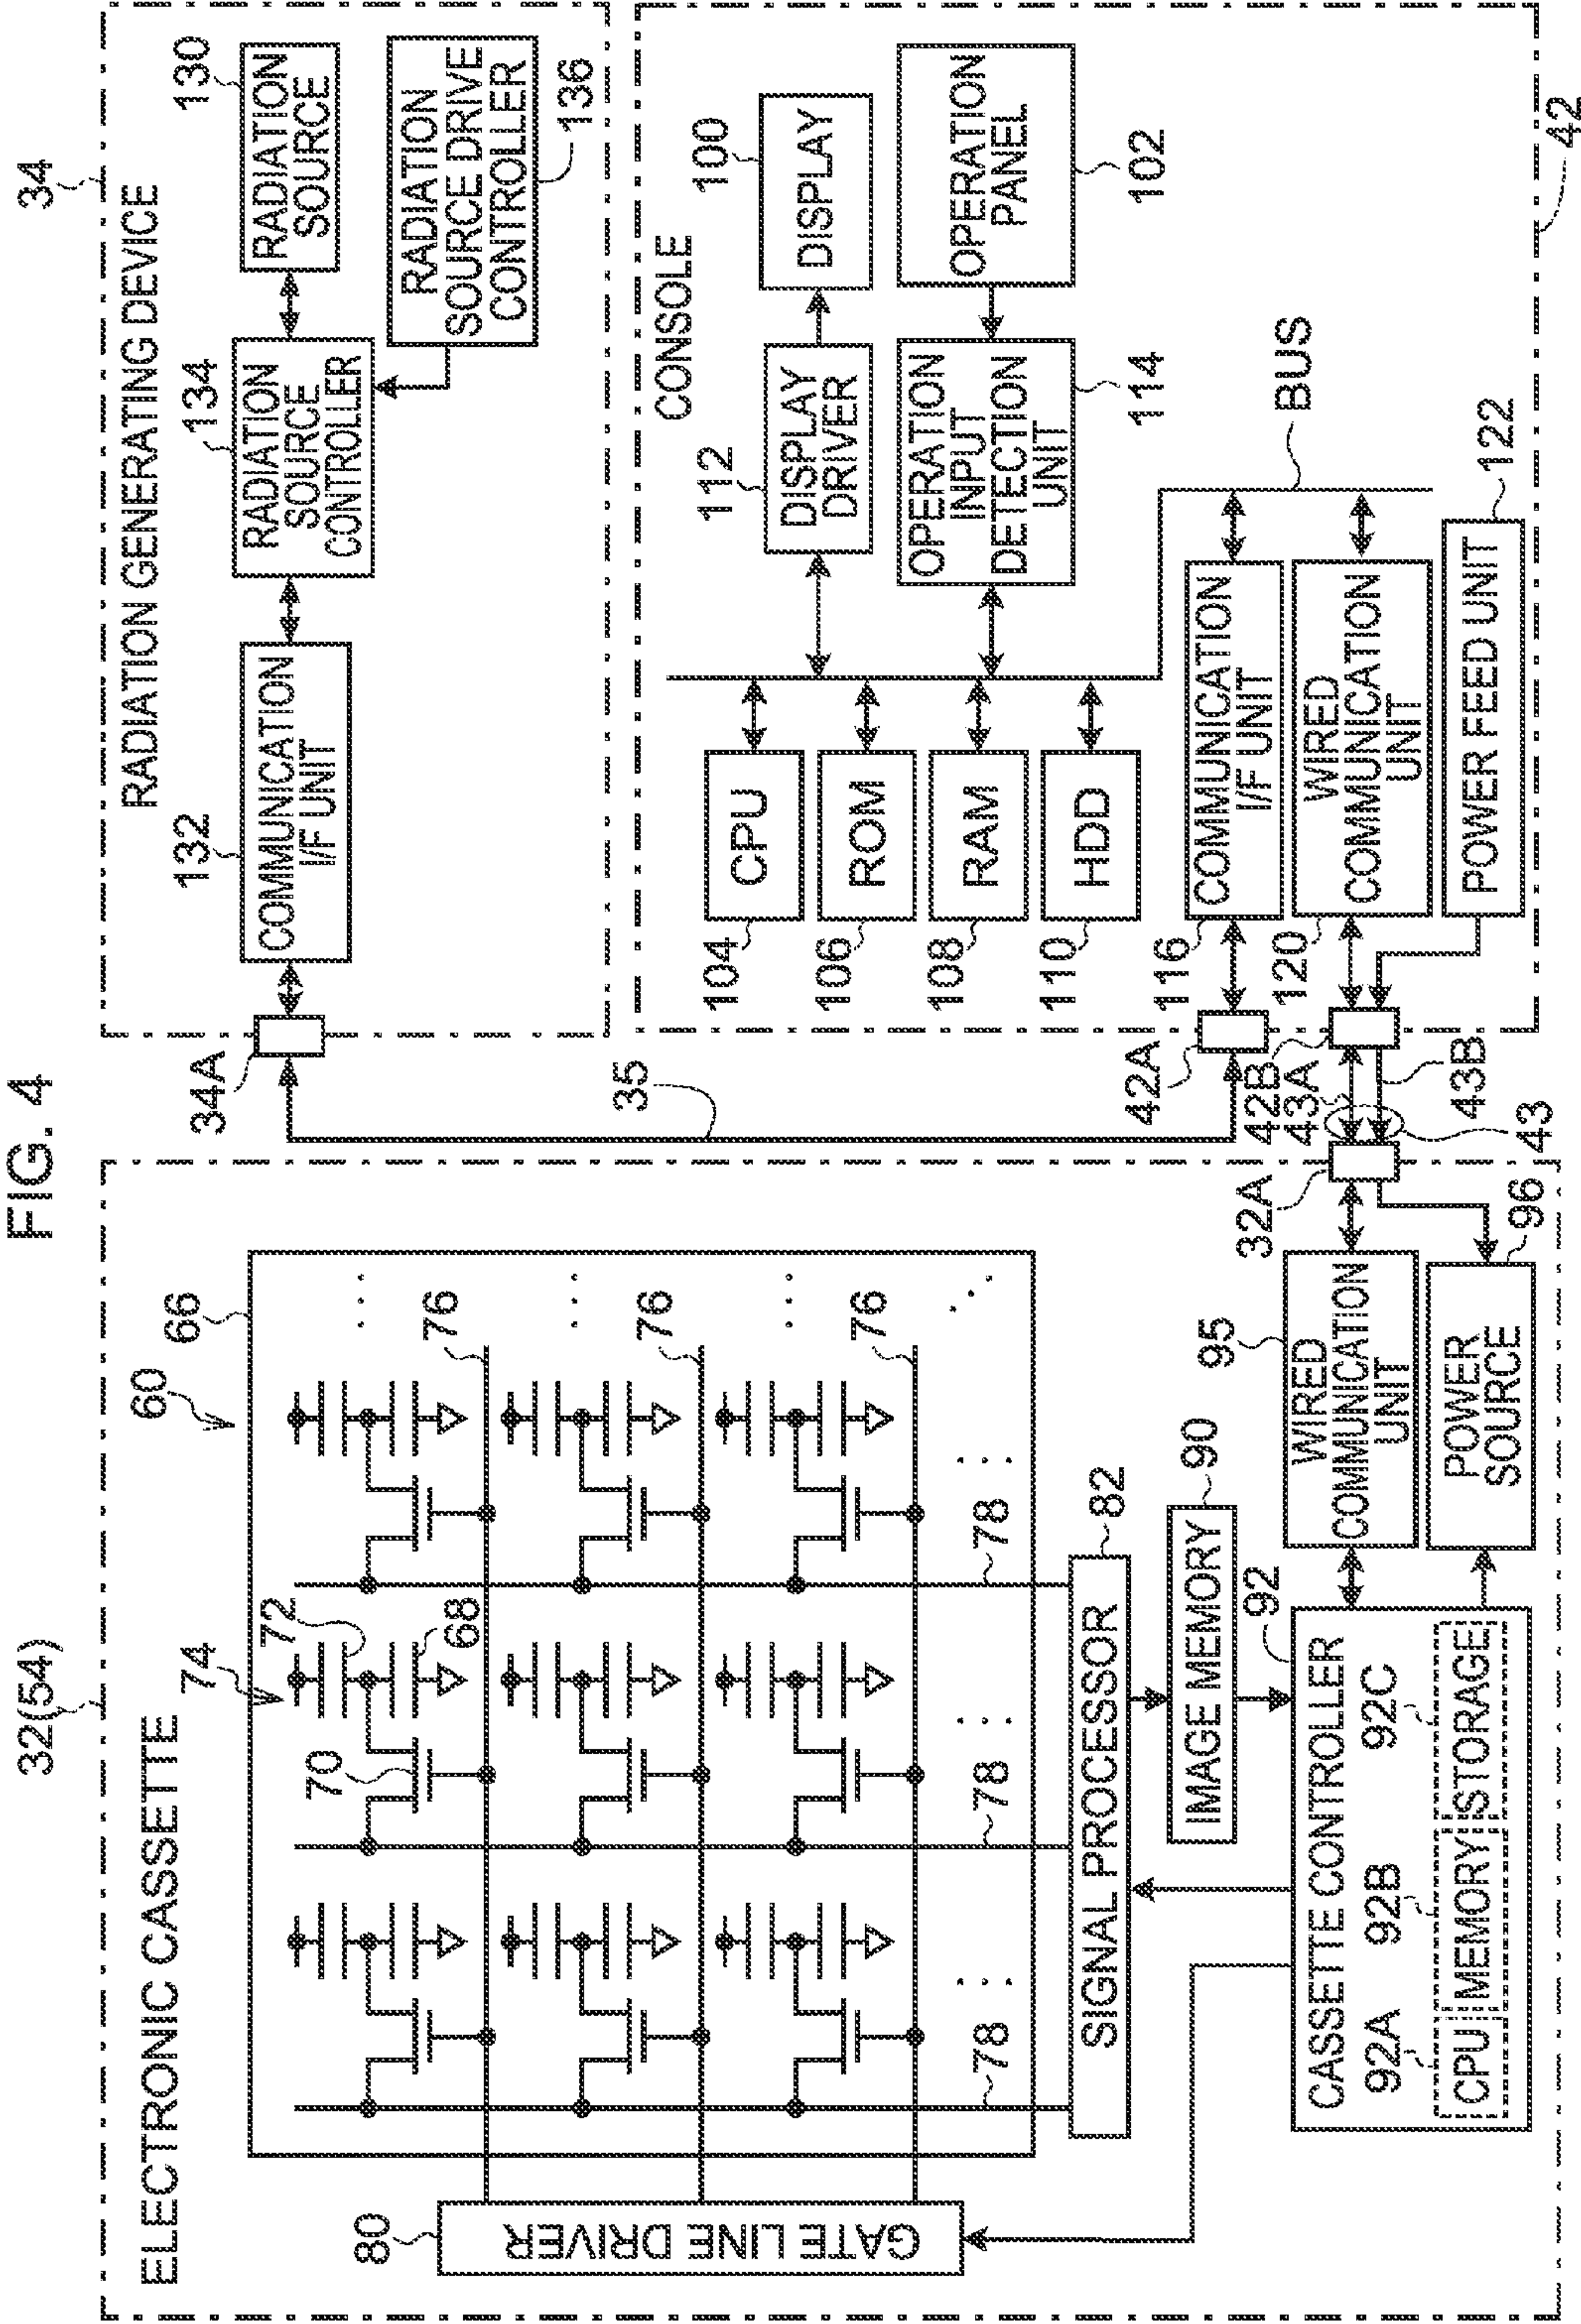 FIG. 4
32(54)
ELECTRONIC CASSETTE
60
66
74
72
70
68
76
76
76
78
78
78
80
GATE LINE DRIVER
SIGNAL PROCESSOR
82
IMAGE MEMORY
90
CASSETTE CONTROLLER
92
92A
92B
92C
CPU
MEMORY
STORAGE
WIRED
COMMUNICATION
UNIT
95
POWER
SOURCE
96
32A
43
43A
43B
42B
42A
35
34A
34
RADIATION GENERATING DEVICE
132
COMMUNICATION
I/F UNIT
134
RADIATION
SOURCE
CONTROLLER
130
RADIATION
SOURCE
RADIATION
SOURCE DRIVE
CONTROLLER
136
CONSOLE
42
104
CPU
106
ROM
108
RAM
110
HDD
112
DISPLAY
DRIVER
100
DISPLAY
OPERATION
INPUT
DETECTION
UNIT
114
OPERATION
PANEL
102
BUS
116
COMMUNICATION
I/F UNIT
120
WIRED
COMMUNICATION
UNIT
POWER FEED UNIT
122